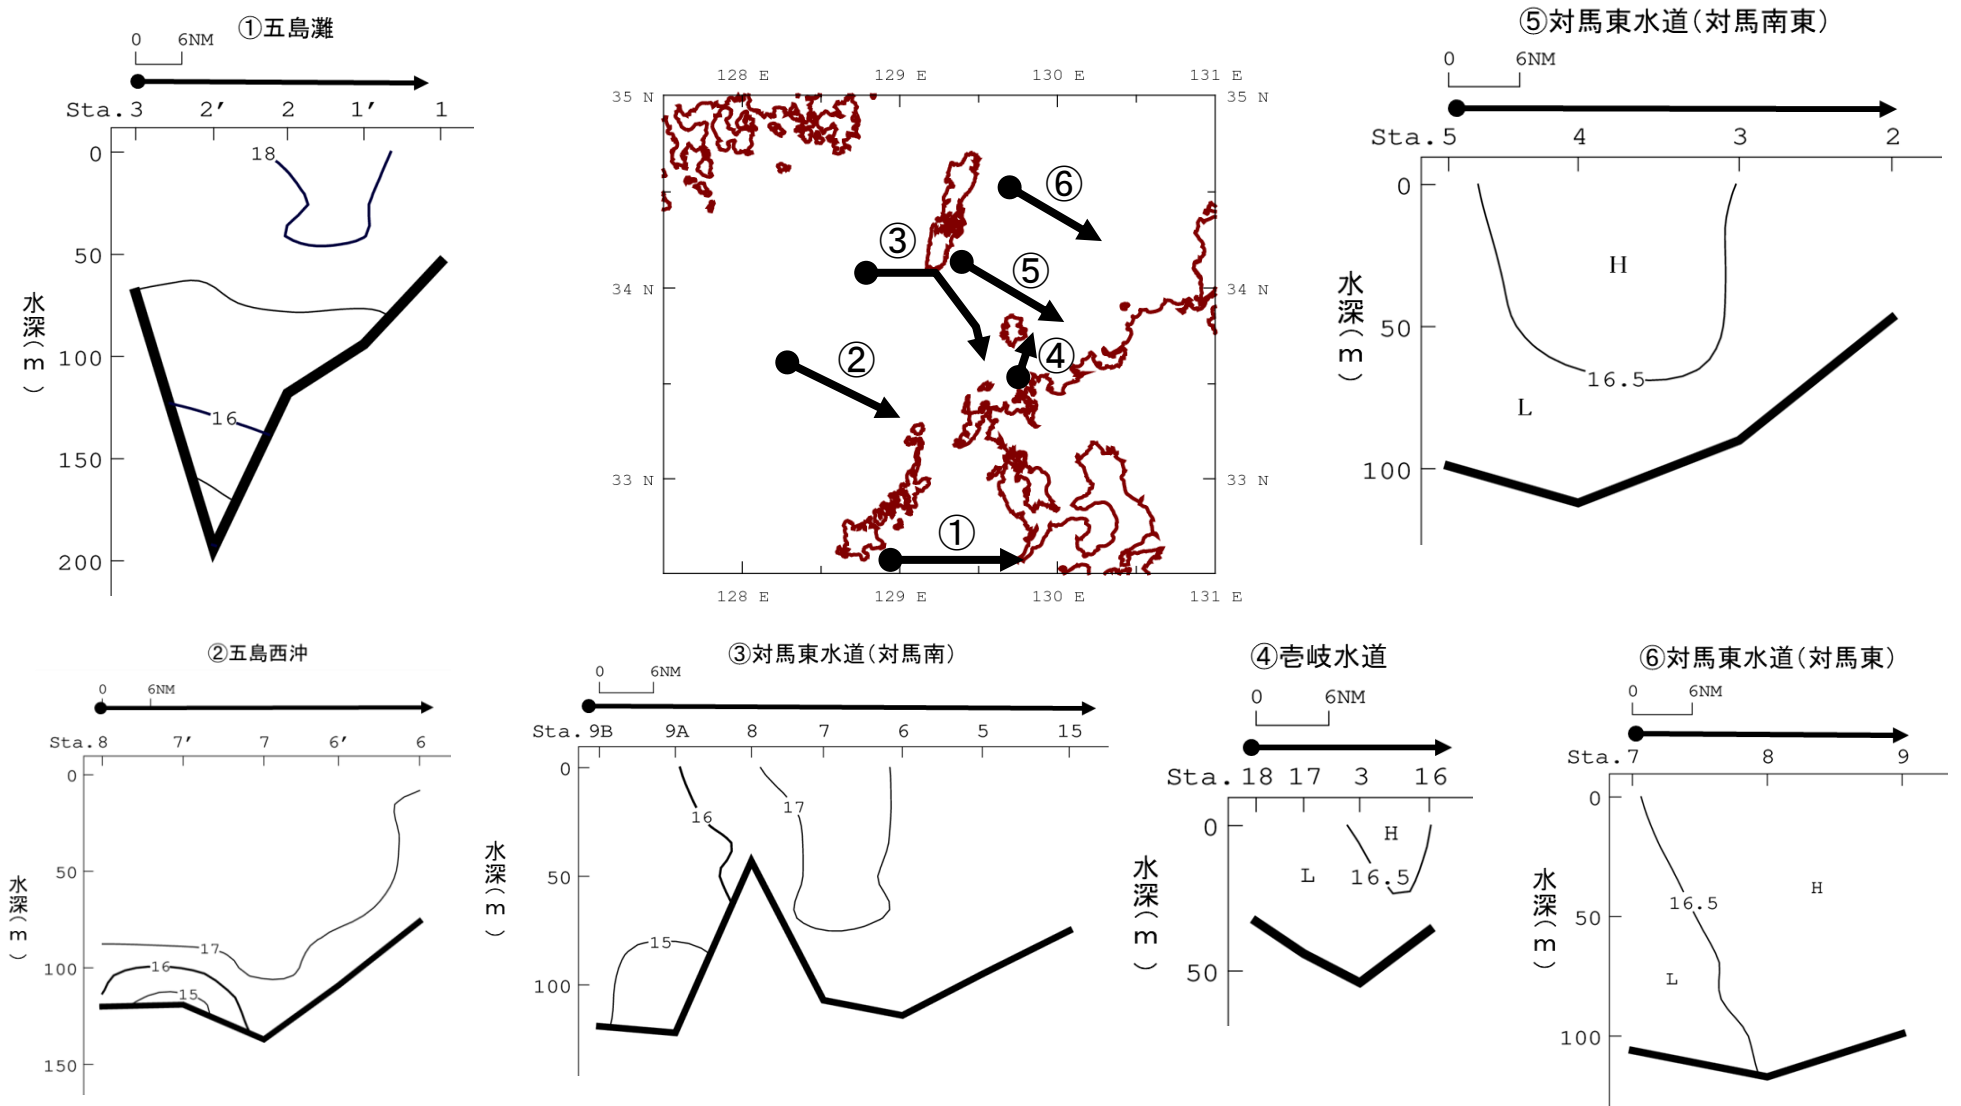 ①五島灘
0 6NM
Sta.3 2′ 2 1′ 1
0
50
100
150
200
水深(m)
18
16
128 E 129 E 130 E 131 E
35 N 35 N
34 N 34 N
33 N 33 N
128 E 129 E 130 E 131 E
⑥
③
⑤
②
④
①
⑤対馬東水道(対馬南東)
0 6NM
Sta.5 4 3 2
0
50
100
水深(m)
H
16.5
L
②五島西沖
0 6NM
Sta.8 7′ 7 6′ 6
0
50
100
150
水深(m)
17
16
15
③対馬東水道(対馬南)
0 6NM
Sta.9B 9A 8 7 6 5 15
0
50
100
水深(m)
17
16
15
④壱岐水道
0 6NM
Sta.18 17 3 16
0
50
水深(m)
H
L 16.5
⑥対馬東水道(対馬東)
0 6NM
Sta.7 8 9
0
50
100
水深(m)
H
16.5
L